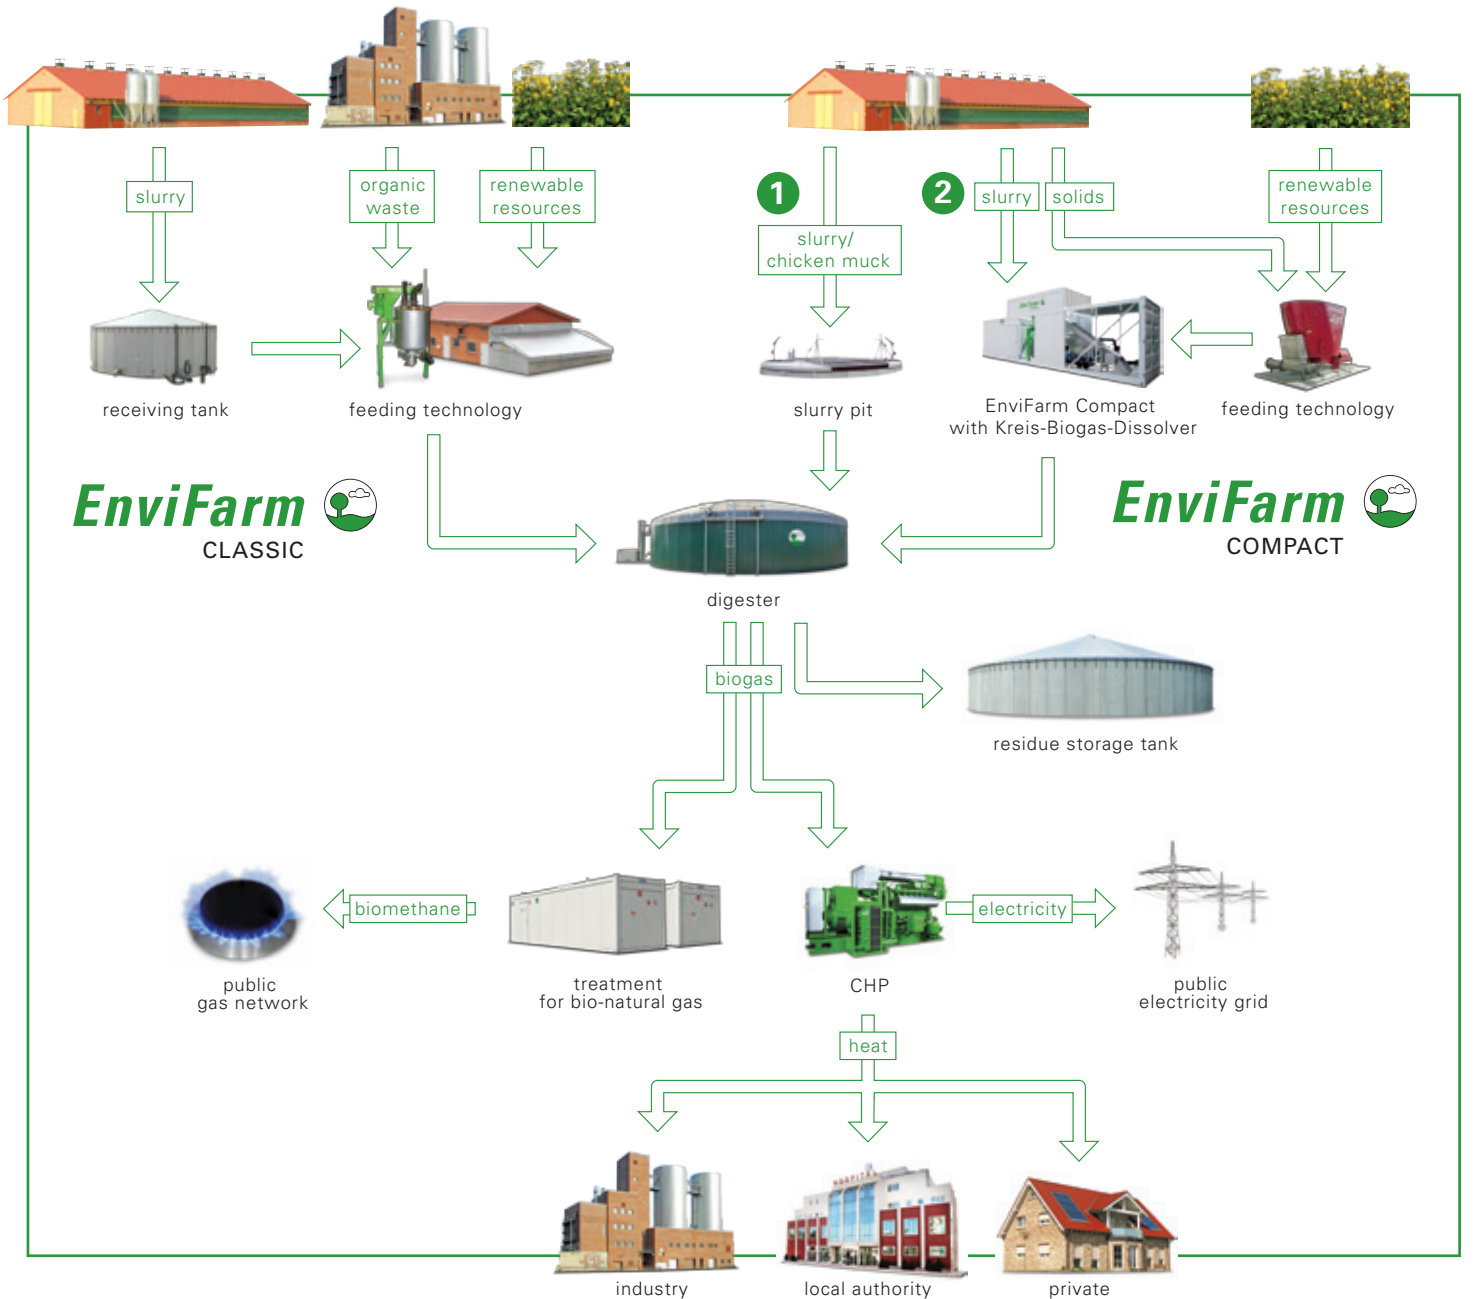 slurry
organic
waste
renewable
resources
1
slurry/
chicken muck
2
slurry
solids
renewable
resources
receiving tank
feeding technology
slurry pit
EnviFarm Compact
with Kreis-Biogas-Dissolver
feeding technology
EnviFarm
CLASSIC
EnviFarm
COMPACT
digester
biogas
residue storage tank
biomethane
electricity
public
gas network
treatment
for bio-natural gas
CHP
public
electricity grid
heat
HOSPITAL
industry
local authority
private